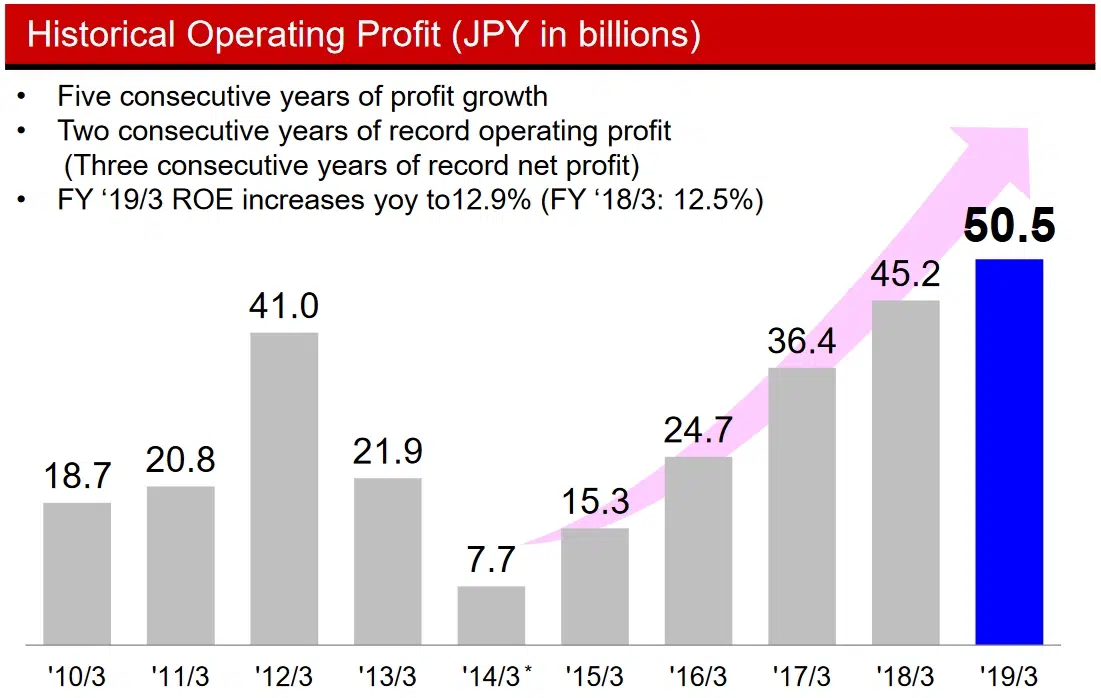 Historical Operating Profit (JPY in billions)
• Five consecutive years of profit growth
• Two consecutive years of record operating profit
(Three consecutive years of record net profit)
• FY ‘19/3 ROE increases yoy to12.9% (FY ‘18/3: 12.5%)
18.7
20.8
41.0
21.9
7.7
15.3
24.7
36.4
45.2
50.5
'10/3 '11/3 '12/3 '13/3 '14/3* '15/3 '16/3 '17/3 '18/3 '19/3